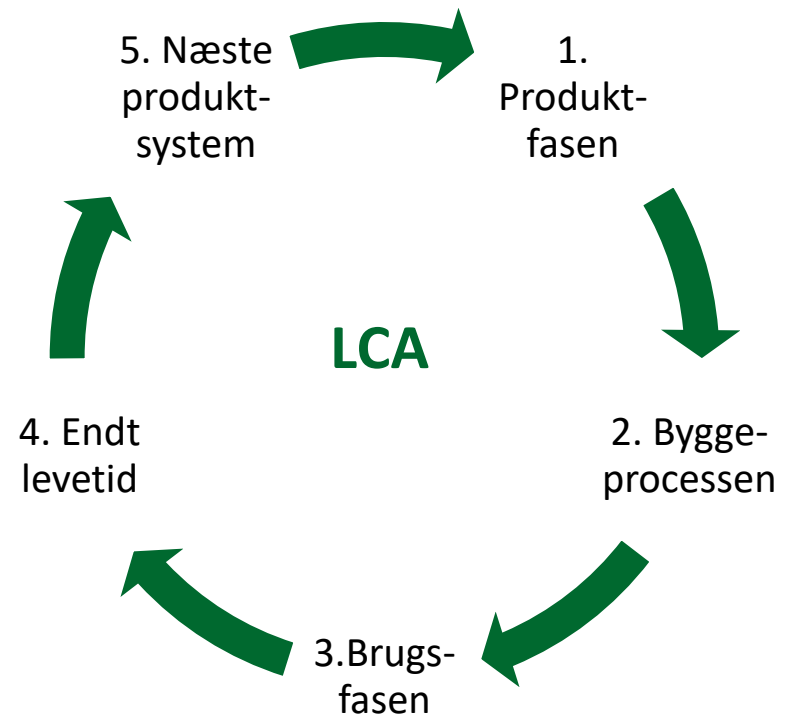 5. Næste
produkt-
system
1.
Produkt-
fasen
LCA
4. Endt
levetid
2. Bygge-
processen
3.Brugs-
fasen